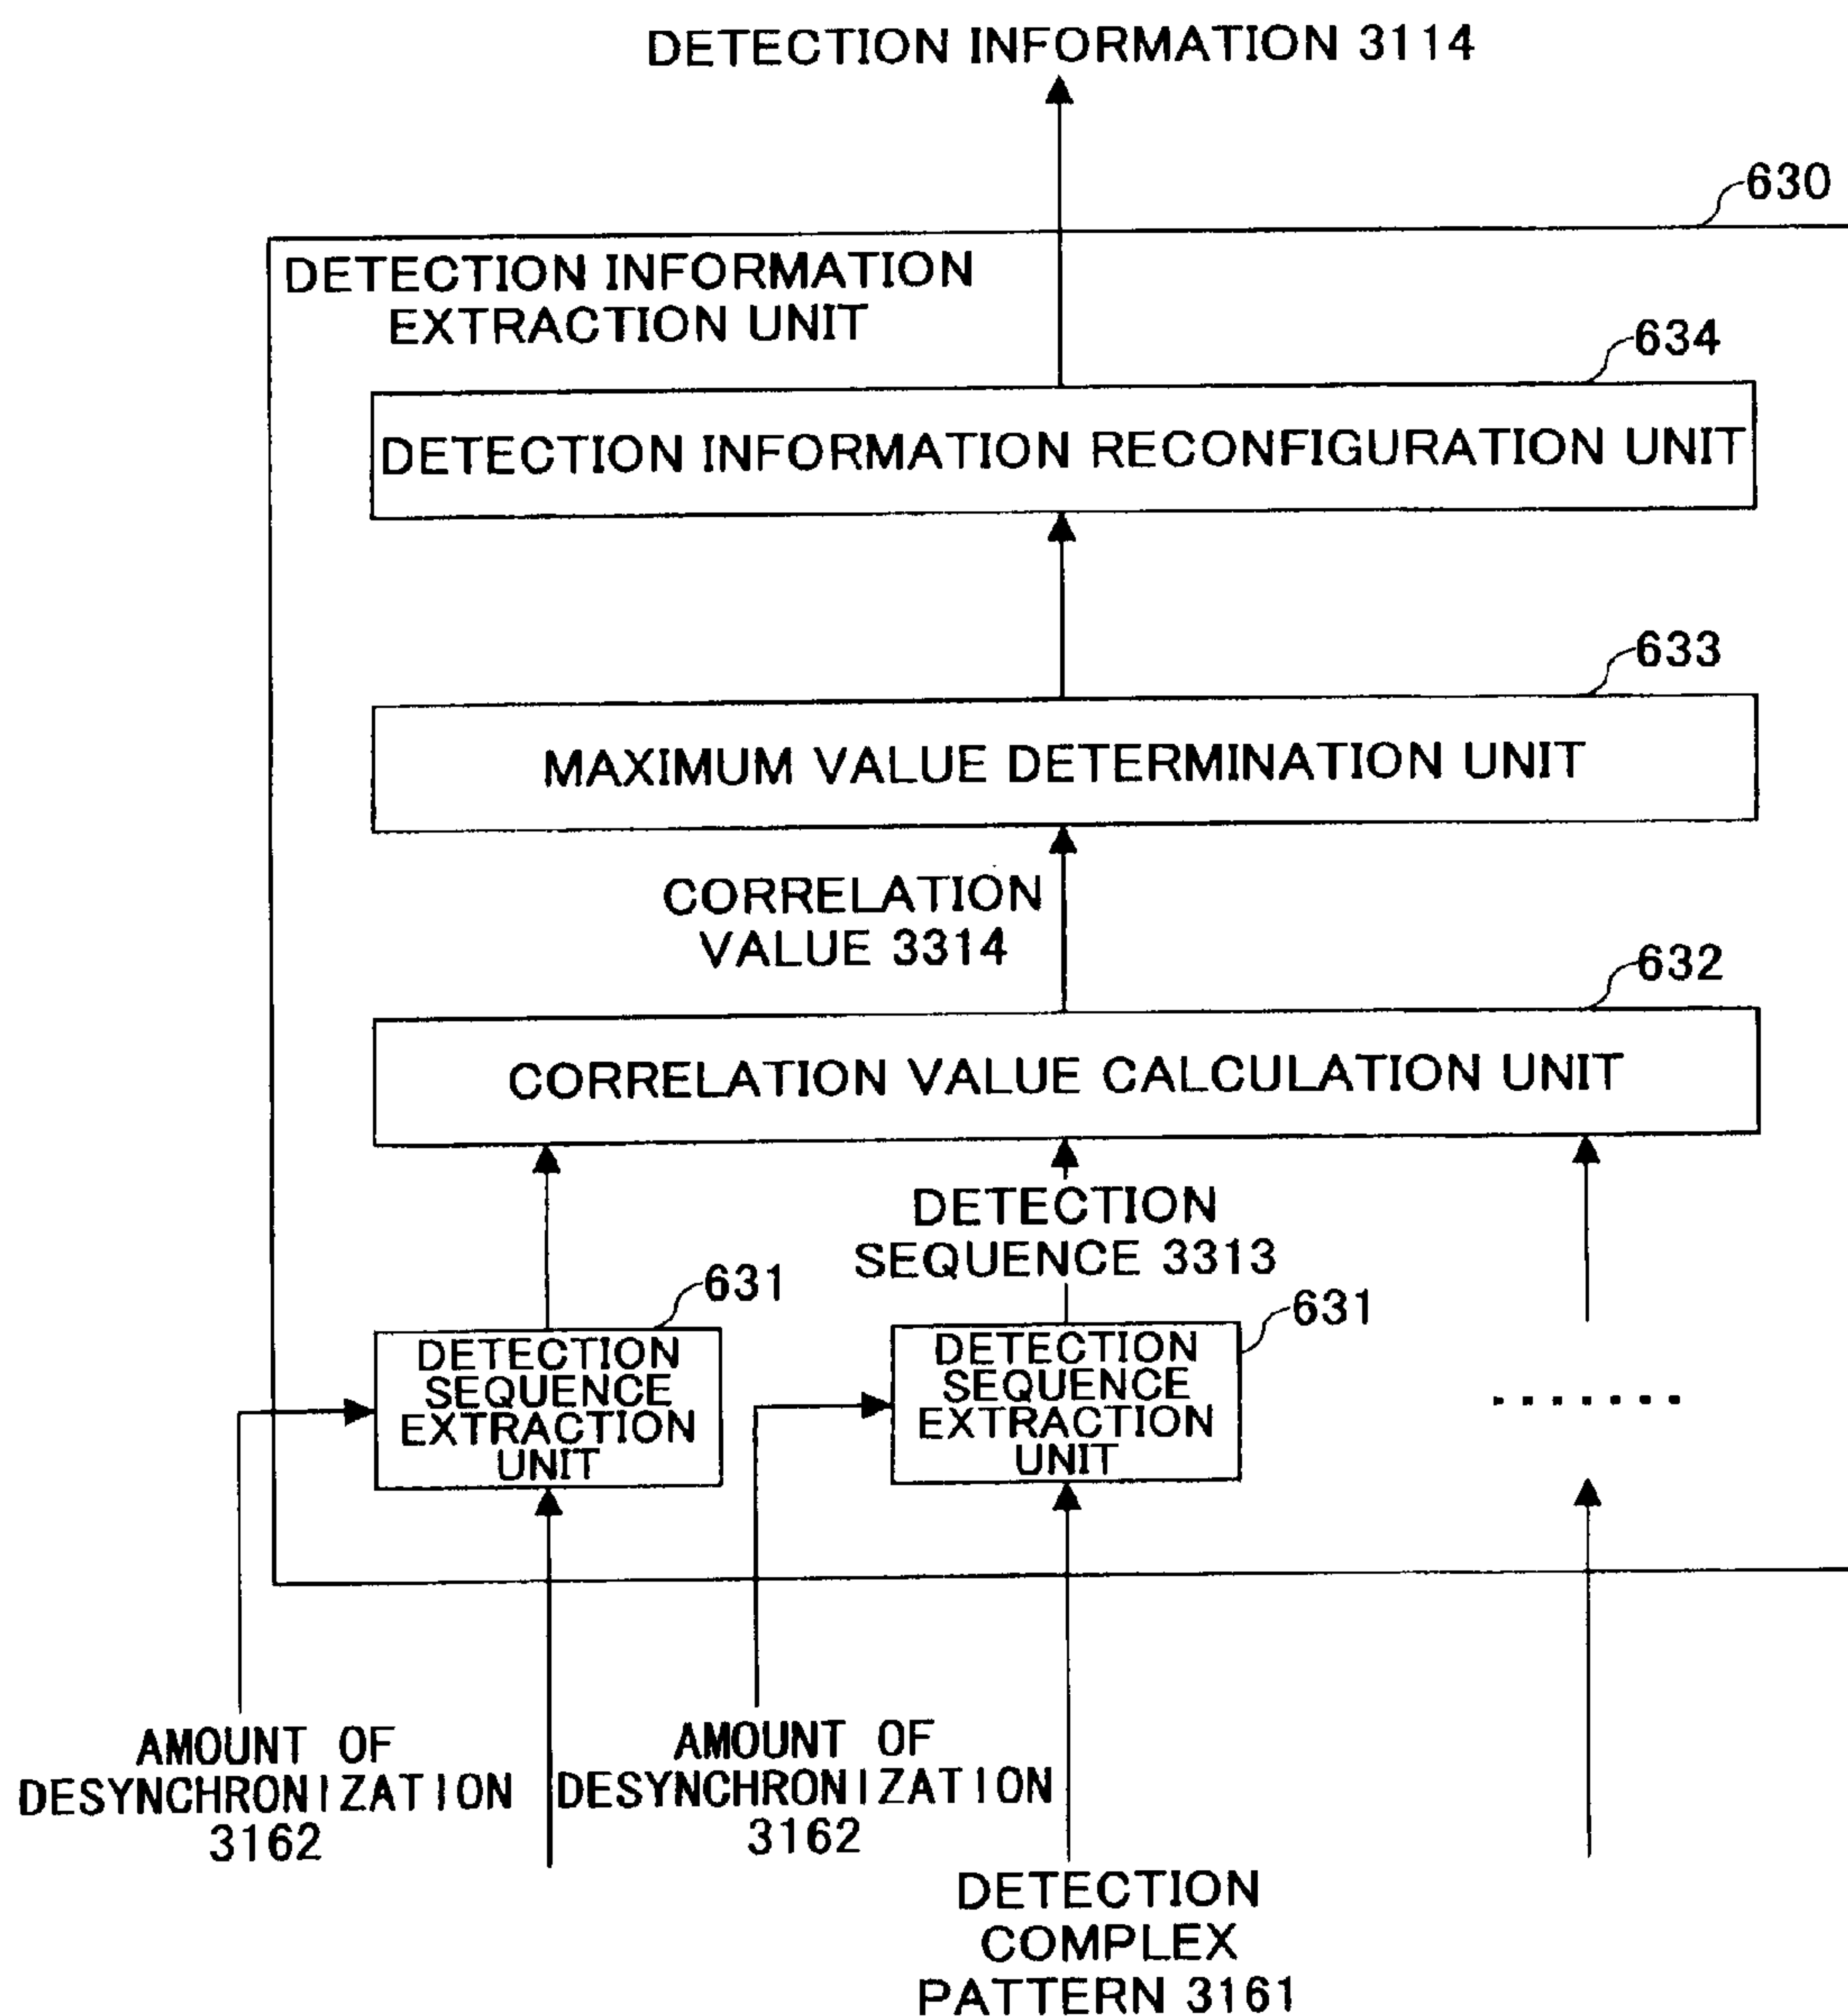 DETECTION INFORMATION 3114
630
DETECTION INFORMATION
EXTRACTION UNIT
634
DETECTION INFORMATION RECONFIGURATION UNIT
633
MAXIMUM VALUE DETERMINATION UNIT
CORRELATION
VALUE 3314
632
CORRELATION VALUE CALCULATION UNIT
DETECTION
SEQUENCE 3313
631
DETECTION
SEQUENCE
EXTRACTION
UNIT
631
DETECTION
SEQUENCE
EXTRACTION
UNIT
.......
AMOUNT OF
DESYNCHRONIZATION
3162
AMOUNT OF
DESYNCHRONIZATION
3162
DETECTION
COMPLEX
PATTERN 3161